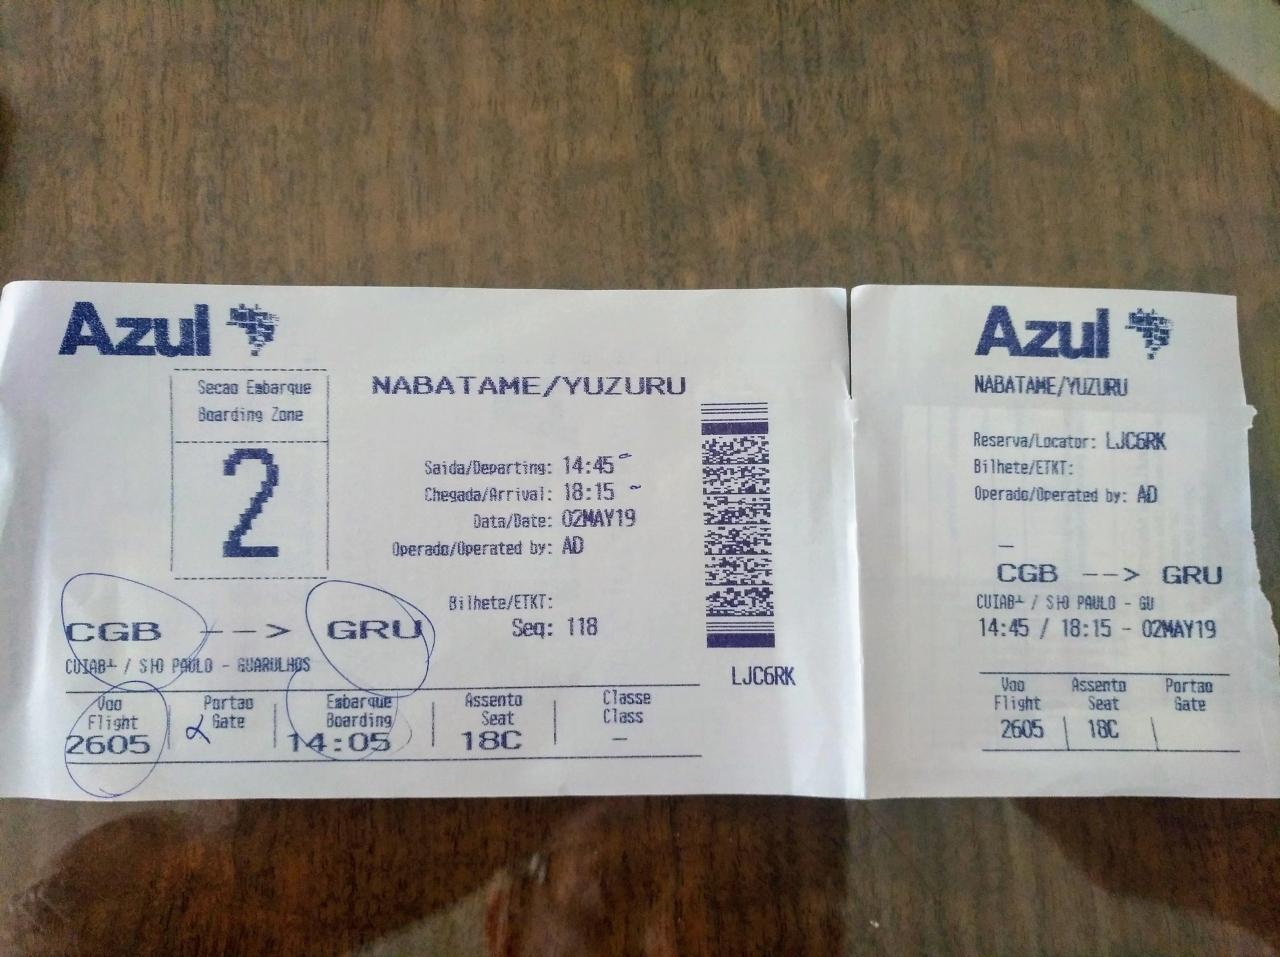 Azul
Secao Embarque
Boarding Zone
2
NABATAME/YUZURU
Saida/Departing: 14:45
Chegada/Arrival: 18:15
Data/Date: 02MAY19
Operado/Operated by: AD
Bilhete/ETKT:
Seq: 118
CGB --> GRU
CUIAB┴ / S├O PAULO - GUARULHOS
LJC6RK
Voo Portao Embarque Assento Classe
Flight Gate Boarding Seat Class
2605 14:05 18C –
Azul
NABATAME/YUZURU
Reserva/Locator: LJC6RK
Bilhete/ETKT:
Operado/Operated by: AD
CGB --> GRU
CUIAB┴ / S├O PAULO - GU
14:45 / 18:15 - 02MAY19
Voo Assento Portao
Flight Seat Gate
2605 18C